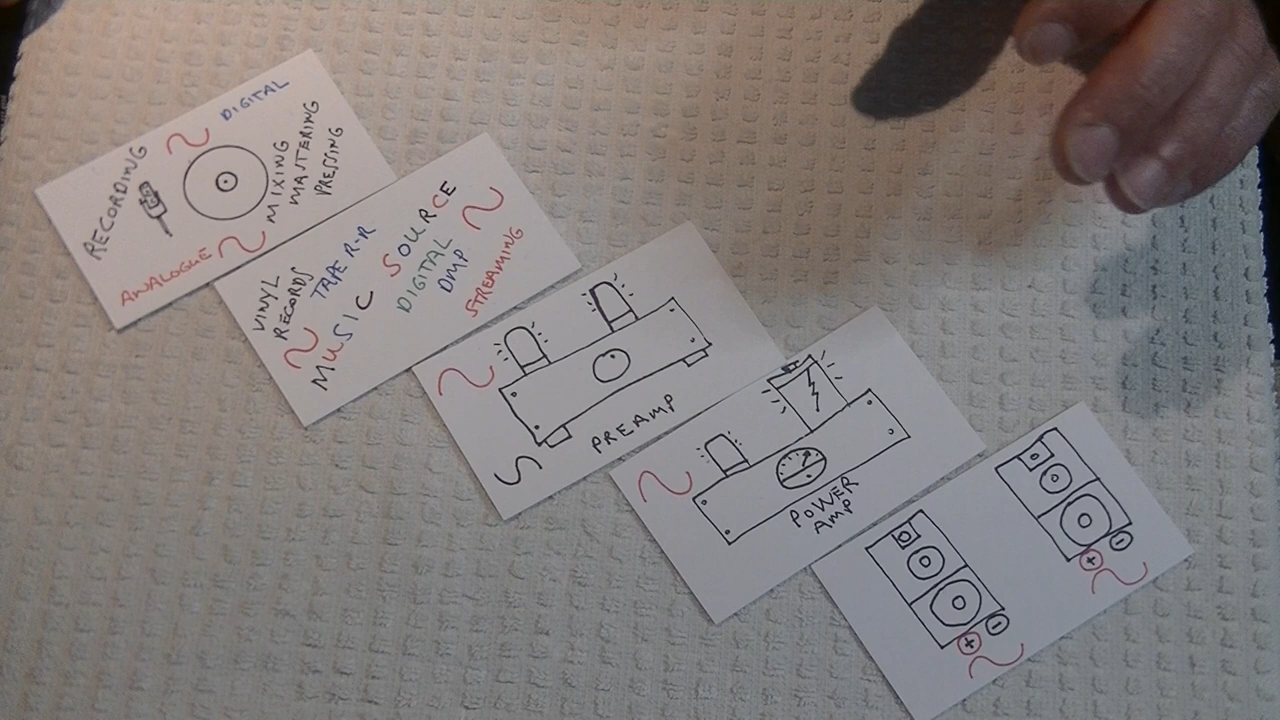 RECORDING
DIGITAL
MIXING
MASTERING
PRESSING
ANALOGUE
VINYL
RECORDS
TAPE R-R
MUSIC SOURCE
DIGITAL
DMP
STREAMING
PREAMP
POWER
AMP
+ -
+ -